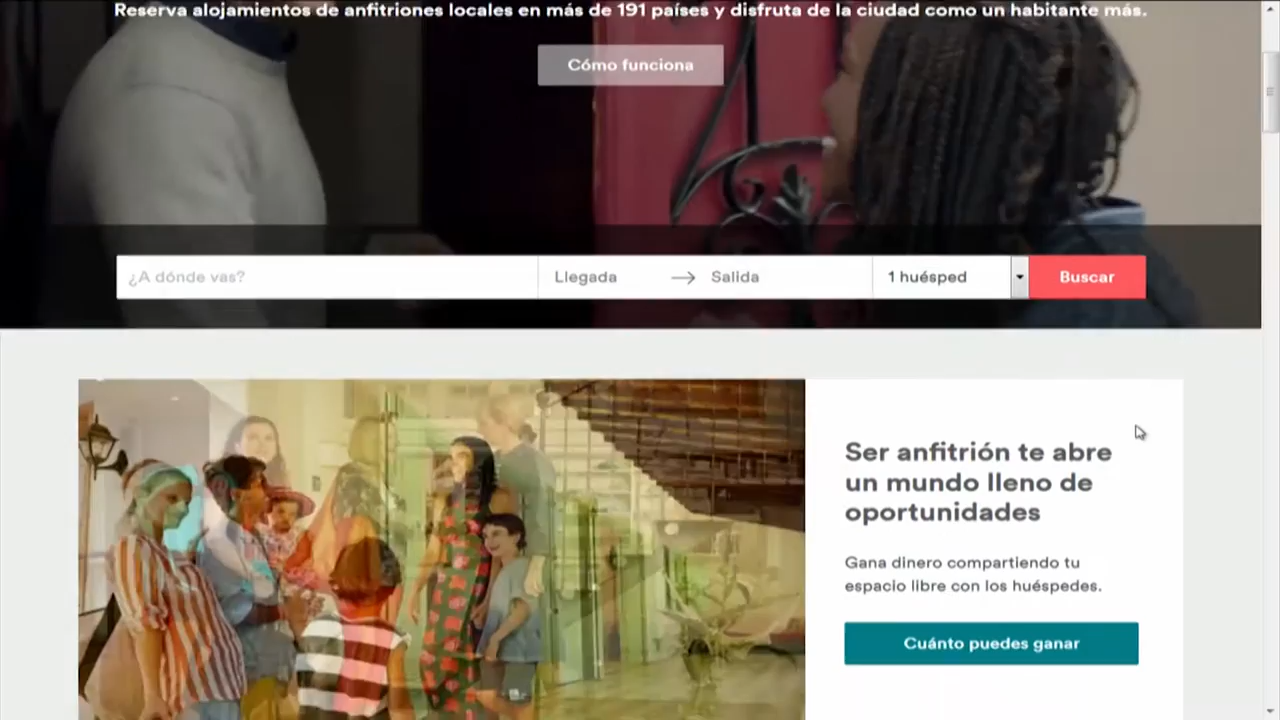 Reserva alojamientos de anfitriones locales en más de 191 países y disfruta de la ciudad como un habitante más.
Cómo funciona
¿A dónde vas?
Llegada → Salida
1 huésped
Buscar
Ser anfitrión te abre
un mundo lleno de
oportunidades
Gana dinero compartiendo tu
espacio libre con los huéspedes.
Cuánto puedes ganar